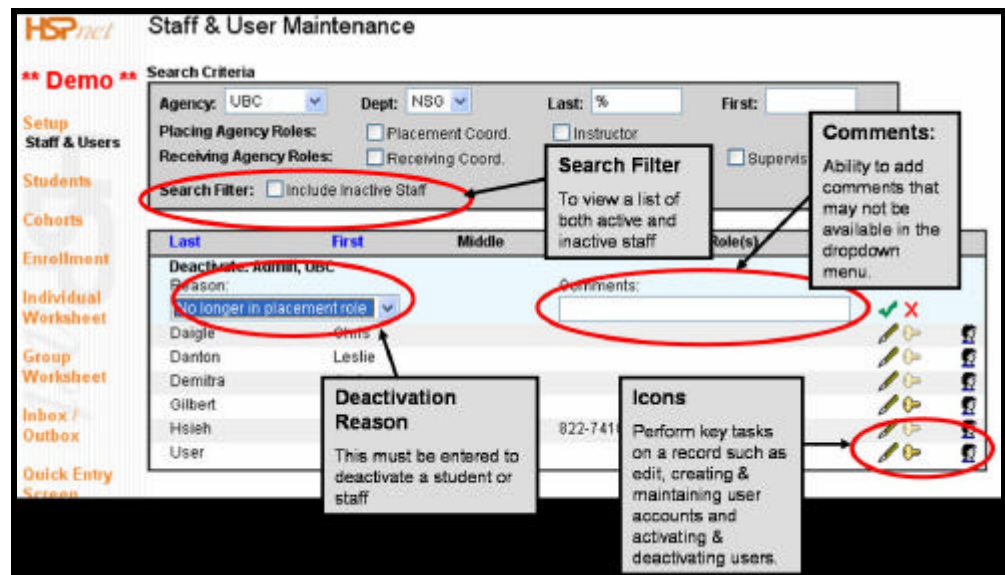 HSPnet
Staff & User Maintenance
** Demo **
Search Criteria
Agency: UBC Dept: NSG Last: % First:
Placing Agency Roles: Placement Coord. Instructor
Receiving Agency Roles: Receiving Coord. Supervis
Search Filter: Include Inactive Staff
Setup
Staff & Users
Students
Cohorts
Enrollment
Individual
Worksheet
Group
Worksheet
Inbox /
Outbox
Quick Entry
Screen
Search Filter
To view a list of
both active and
inactive staff
Comments:
Ability to add
comments that
may not be
available in the
dropdown
menu.
Last First Middle Role(s)
Deactivate: Admin, UBC
Reason: Comments:
No longer in placement role
Daigle Chris
Danton Leslie
Demitra
Gilbert
Hsieh 822-741
User
Deactivation
Reason
This must be entered to
deactivate a student or
staff
Icons
Perform key tasks
on a record such as
edit, creating &
maintaining user
accounts and
activating &
deactivating users.